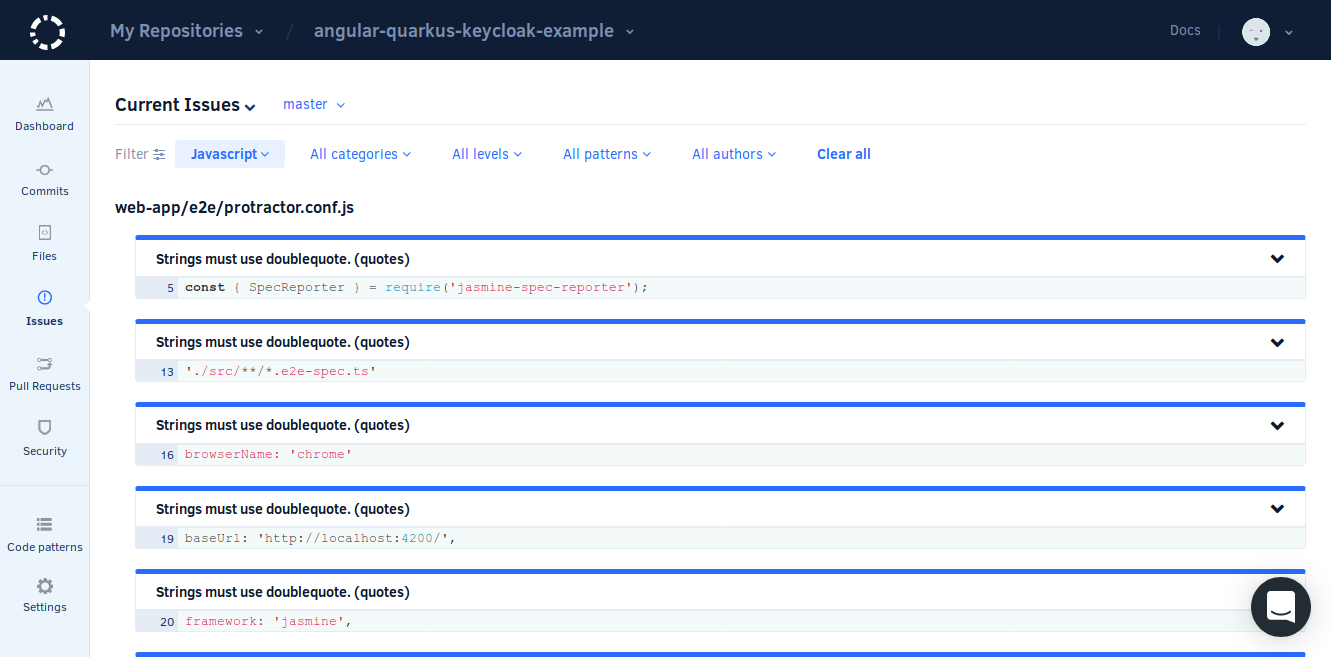 My Repositories / angular-quarkus-keycloak-example Docs
Dashboard
Commits
Files
Issues
Pull Requests
Security
Code patterns
Settings
Current Issues master
Filter Javascript All categories All levels All patterns All authors Clear all
web-app/e2e/protractor.conf.js
Strings must use doublequote. (quotes)
5 const { SpecReporter } = require('jasmine-spec-reporter');
Strings must use doublequote. (quotes)
13 './src/**/*.e2e-spec.ts'
Strings must use doublequote. (quotes)
16 browserName: 'chrome'
Strings must use doublequote. (quotes)
19 baseUrl: 'http://localhost:4200/',
Strings must use doublequote. (quotes)
20 framework: 'jasmine',